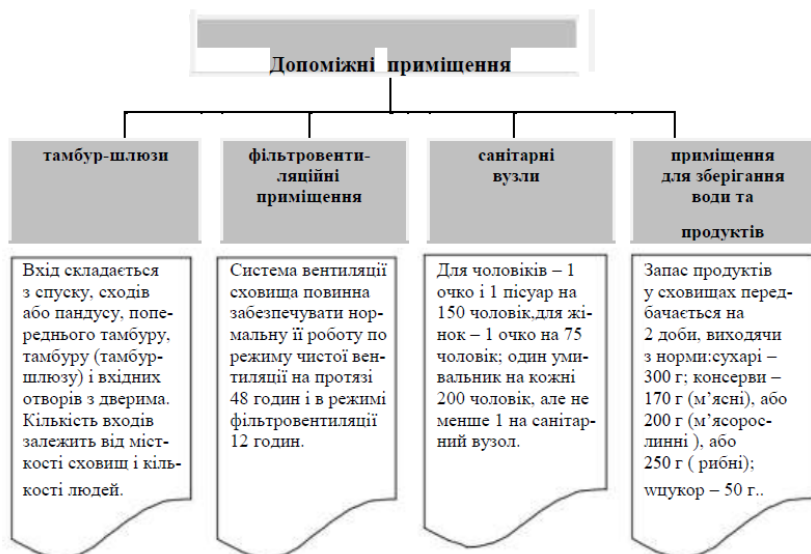 Допоміжні приміщення
тамбур-шлюзи
фільтровенти-
ляційні
приміщення
санітарні
вузли
приміщення
для зберігання
води та
продуктів
Вхід складається
з спуску, сходів
або пандусу, попе-
реднього тамбуру,
тамбуру (тамбур-
шлюзу) і вхідних
отворів з дверима.
Кількість входів
залежить від міст-
кості сховищ і кіль-
кості людей.
Система вентиляції
сховища повинна
забезпечувати нор-
мальну її роботу по
режиму чистої вен-
тиляції на протязі
48 годин і в режимі
фільтровентиляції
12 годин.
Для чоловіків – 1
очко і 1 пісуар на
150 чоловік,для жі-
нок – 1 очко на 75
чоловік; один уми-
вальник на кожні
200 чоловік, але не
менше 1 на санітар-
ний вузол.
Запас продуктів
у сховищах перед-
бачається на
2 доби, виходячи
з норми:сухарі –
300 г; консерви –
170 г (м’ясні), або
200 г (м’ясорос-
линні ), або
250 г ( рибні);
wцукор – 50 г..